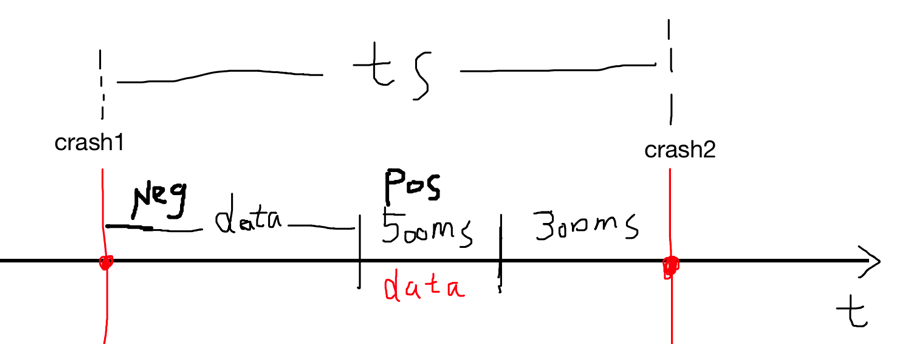 ts
crash1
crash2
Neg
Pos
data
500ms
300ms
data
t